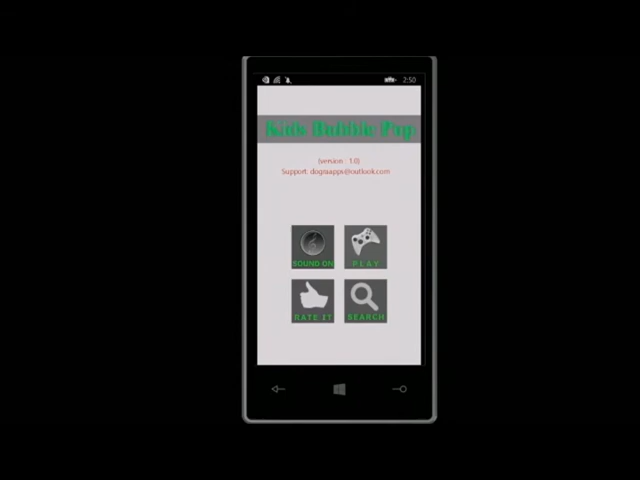 2:50
Kids Bubble Pop
(version : 1.0)
Support: dograapps@outlook.com
SOUND ON
PLAY
RATE IT
SEARCH